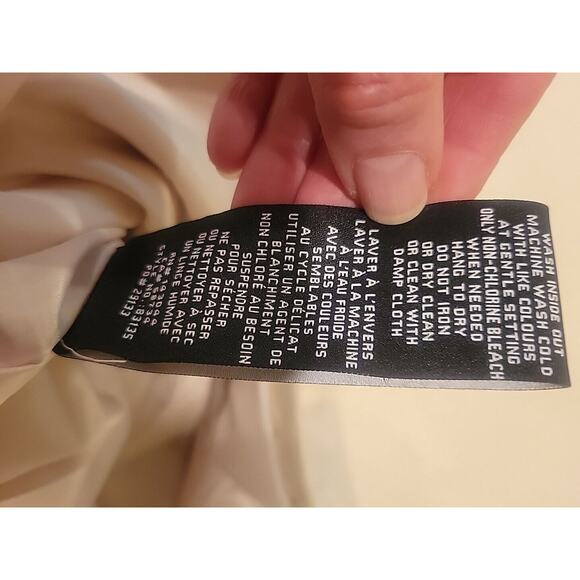 WASH INSIDE OUT
MACHINE WASH COLD
WITH LIKE COLOURS
AT GENTLE SETTING
ONLY NON-CHLORINE BLEACH
WHEN NEEDED
HANG TO DRY
DO NOT IRON
OR DRY CLEAN
OR CLEAN WITH
DAMP CLOTH
LAVER À L'ENVERS
LAVER À LA MACHINE
À L'EAU FROIDE
AVEC DES COULEURS
SEMBLABLES
AU CYCLE DÉLICAT
UTILISER UN AGENT DE
BLANCHIMENT
NON CHLORÉ AU BESOIN
SUSPENDRE
POUR SÉCHER
NE PAS REPASSER
OU NETTOYER
OU NETTOYER AVEC
LINGE HUMIDE